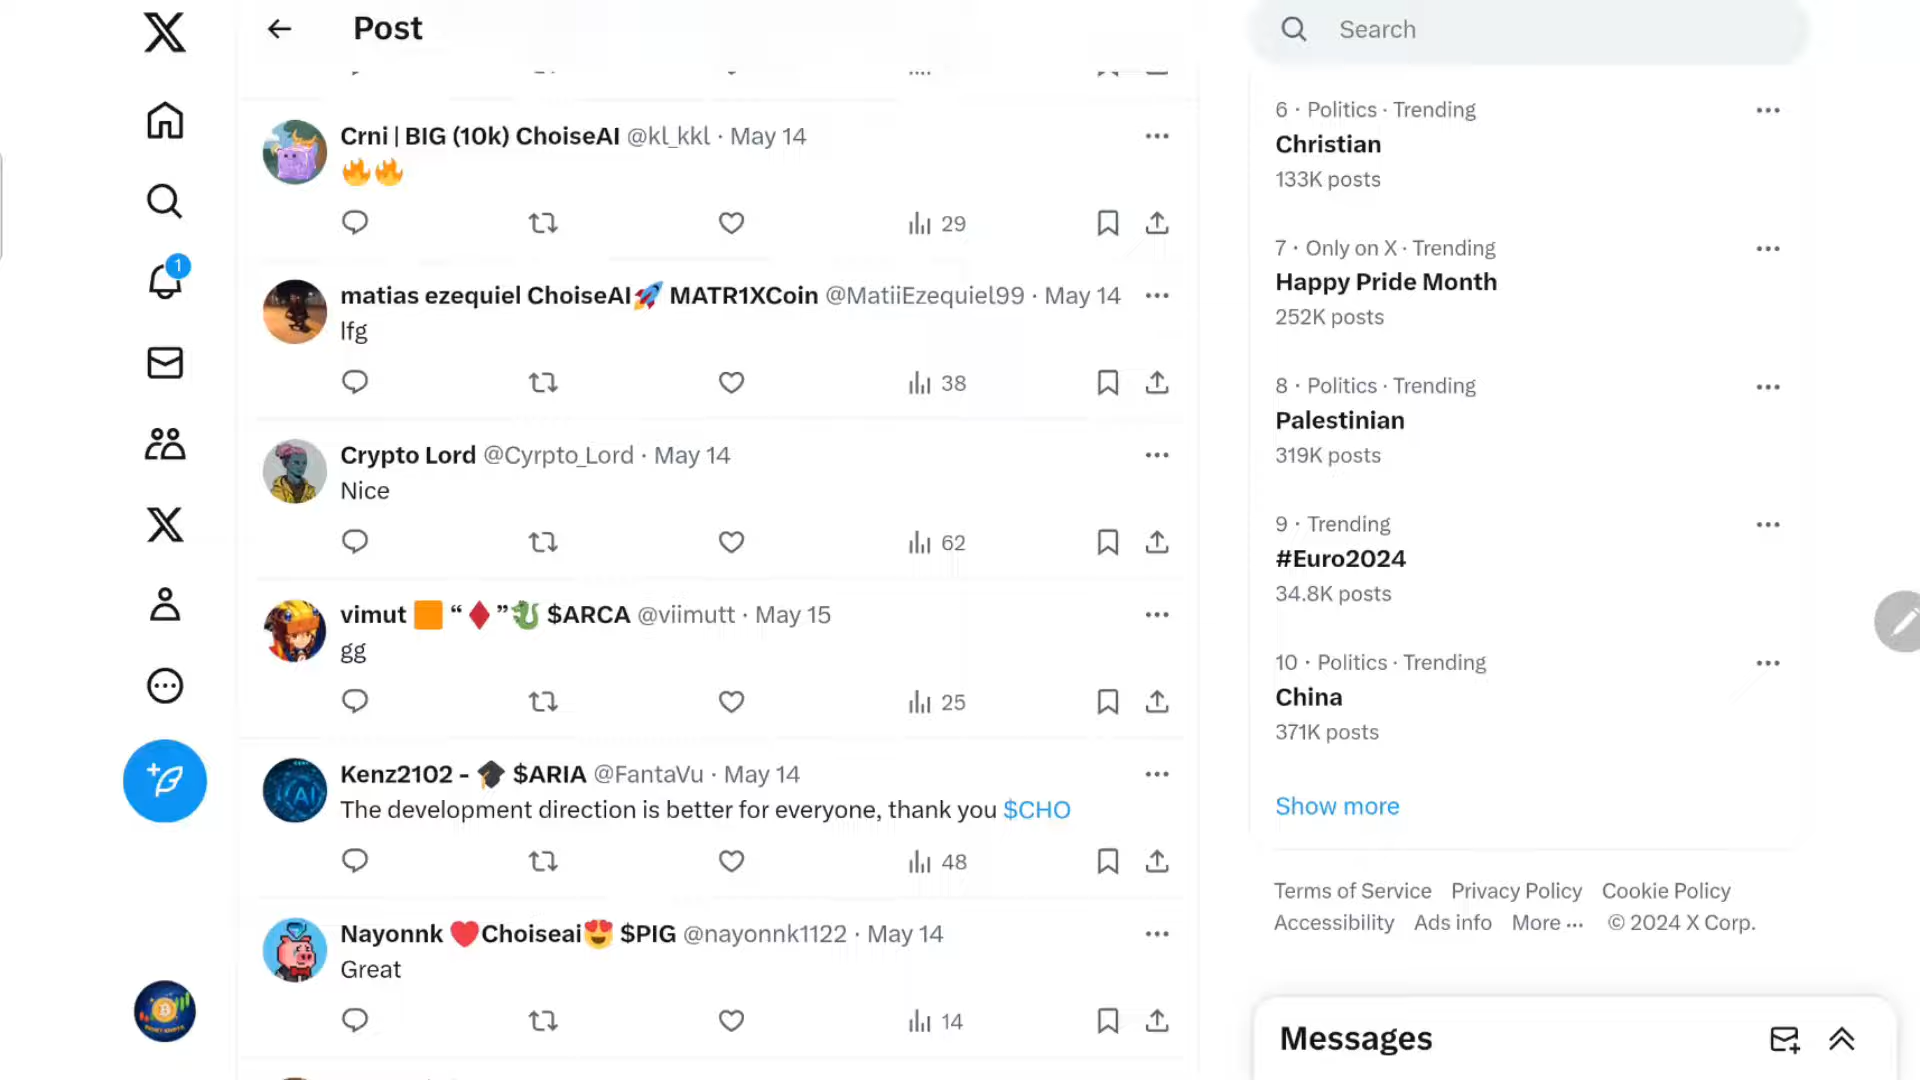 Post
Search
Crni | BIG (10k) ChoiseAI @kl_kkl · May 14
🔥🔥
29
matias ezequiel ChoiseAI🚀 MATR1XCoin @MatiiEzequiel99 · May 14
lfg
38
Crypto Lord @Cyrpto_Lord · May 14
Nice
62
vimut 🟧 “♦️”🐉 $ARCA @viimutt · May 15
gg
25
Kenz2102 - 🎓 $ARIA @FantaVu · May 14
The development direction is better for everyone, thank you $CHO
48
Nayonnk ❤️Choiseai😍 $PIG @nayonnk1122 · May 14
Great
14
1
6 · Politics · Trending
Christian
133K posts
7 · Only on X · Trending
Happy Pride Month
252K posts
8 · Politics · Trending
Palestinian
319K posts
9 · Trending
#Euro2024
34.8K posts
10 · Politics · Trending
China
371K posts
Show more
Terms of Service Privacy Policy Cookie Policy
Accessibility Ads info More ··· © 2024 X Corp.
Messages